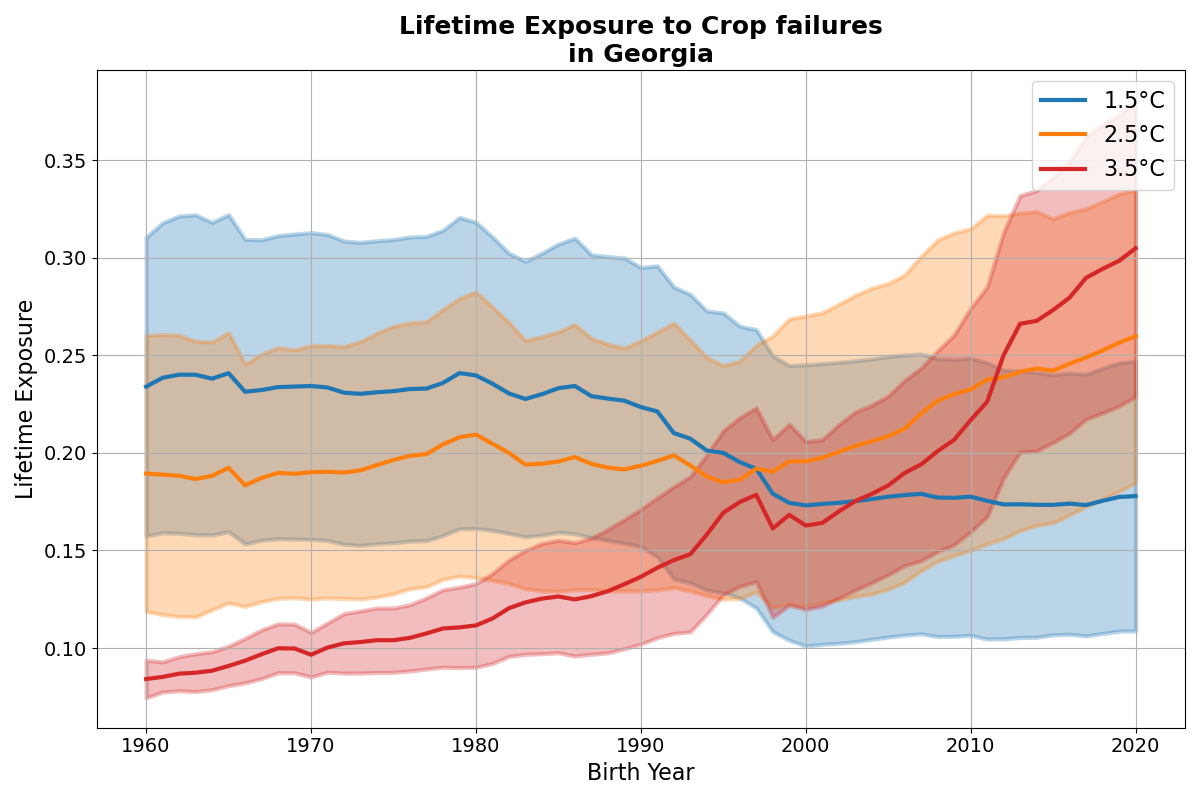 Lifetime Exposure to Crop failures
in Georgia
1.5°C
2.5°C
3.5°C
Lifetime Exposure
0.35
0.30
0.25
0.20
0.15
0.10
1960
1970
1980
1990
2000
2010
2020
Birth Year